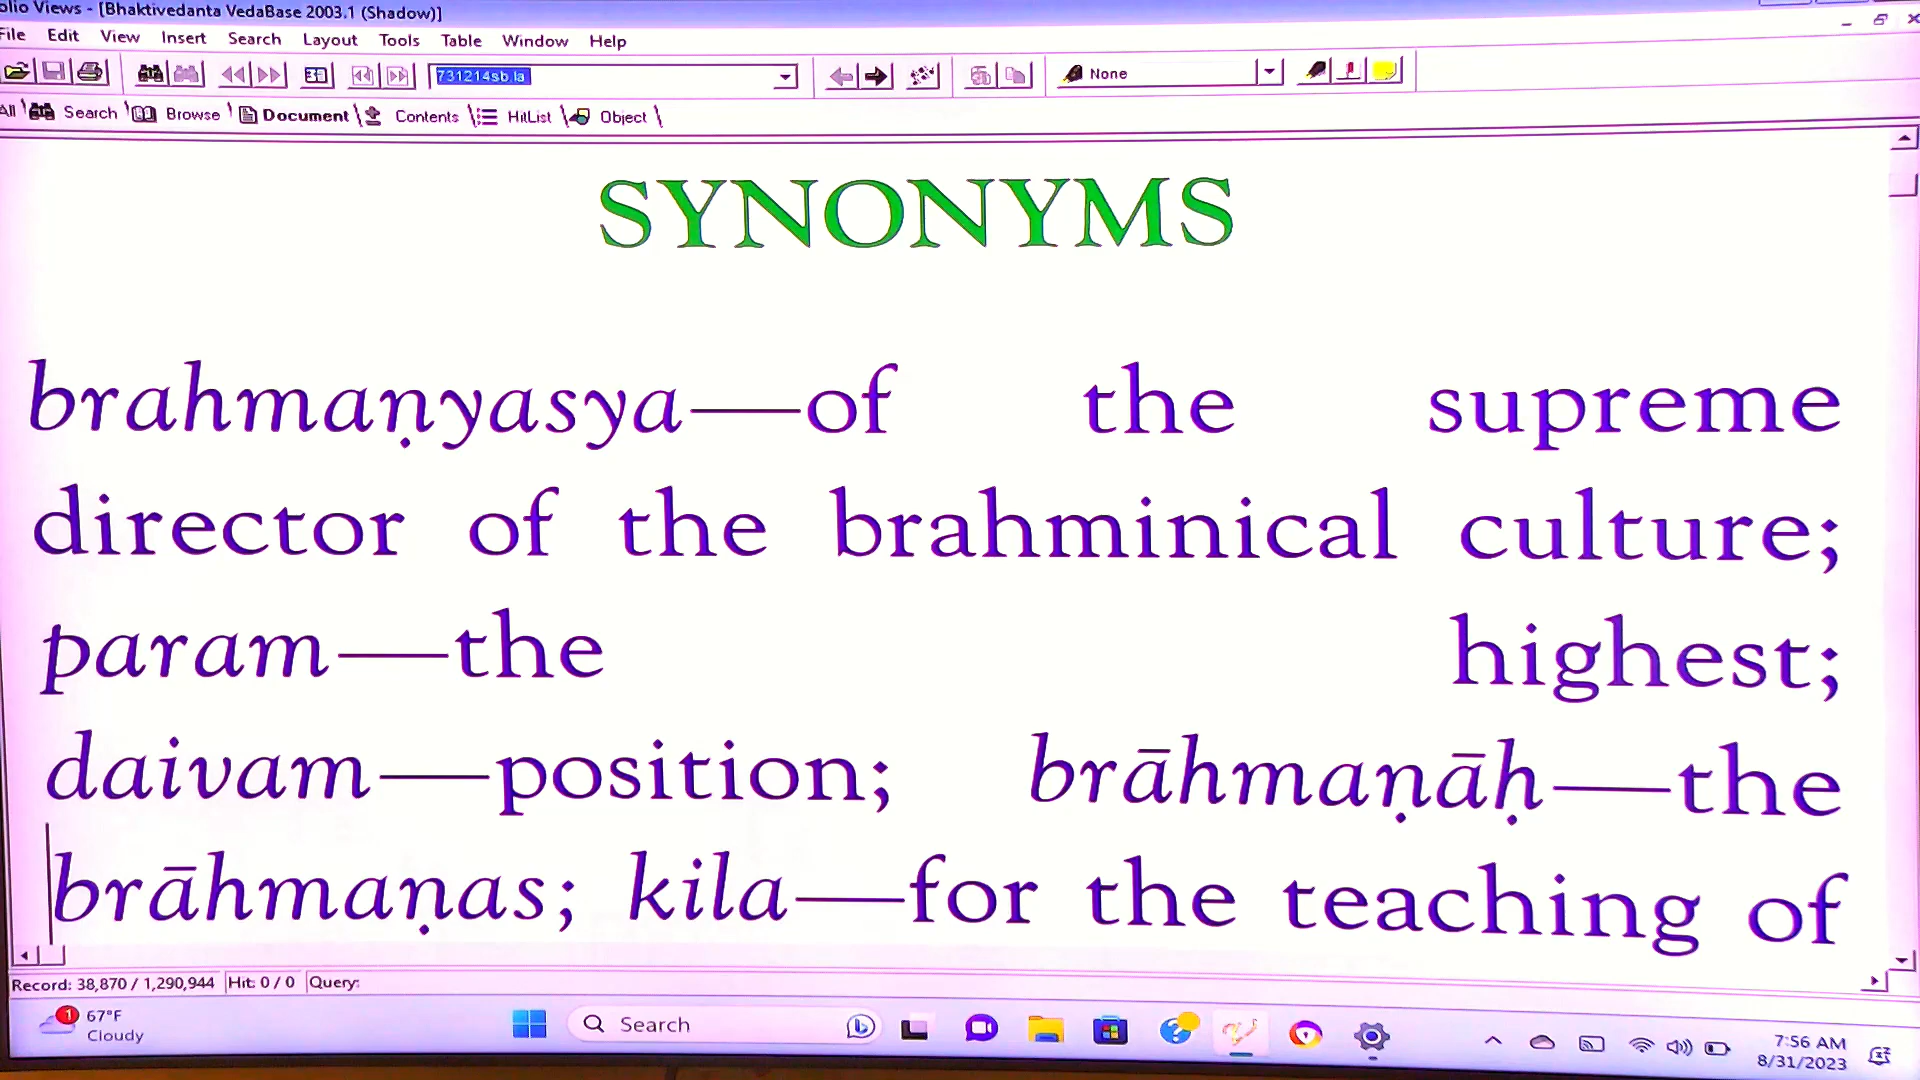 olio Views - [Bhaktivedanta VedaBase 2003.1 (Shadow)]
File Edit View Insert Search Layout Tools Table Window Help
731214sb.la
None
All Search Browse Document Contents HitList Object
SYNONYMS
brahmaṇyasya—of the supreme
director of the brahminical culture;
param—the highest;
daivam—position; brāhmaṇāḥ—the
brāhmaṇas; kila—for the teaching of
Record: 38,870 / 1,290,944 Hit: 0 / 0 Query:
1
67°F
Cloudy
Search
7:56 AM
8/31/2023